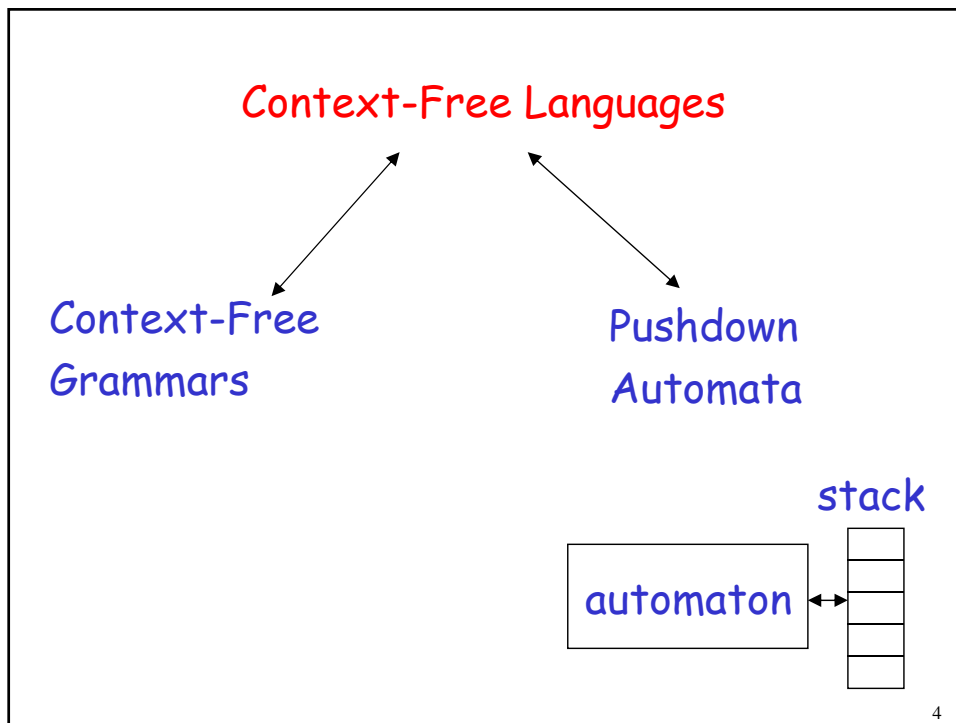 Context-Free Languages
Context-Free
Grammars
Pushdown
Automata
stack
automaton
4